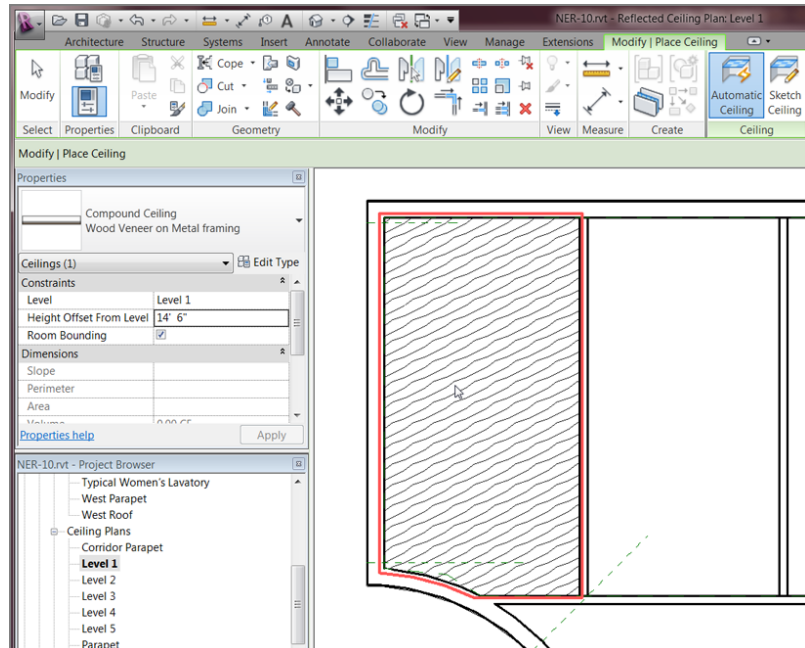 NER-10.rvt - Reflected Ceiling Plan: Level 1
Architecture Structure Systems Insert Annotate Collaborate View Manage Extensions Modify | Place Ceiling
Modify Paste Cope Cut Join Automatic Ceiling Sketch Ceiling
Select Properties Clipboard Geometry Modify View Measure Create Ceiling
Modify | Place Ceiling
Properties
Compound Ceiling
Wood Veneer on Metal framing
Ceilings (1) Edit Type
Constraints
Level Level 1
Height Offset From Level 14' 6"
Room Bounding
Dimensions
Slope
Perimeter
Area
Volume 0.00 CF
Properties help Apply
NER-10.rvt - Project Browser
Typical Women's Lavatory
West Parapet
West Roof
Ceiling Plans
Corridor Parapet
Level 1
Level 2
Level 3
Level 4
Level 5
Parapet